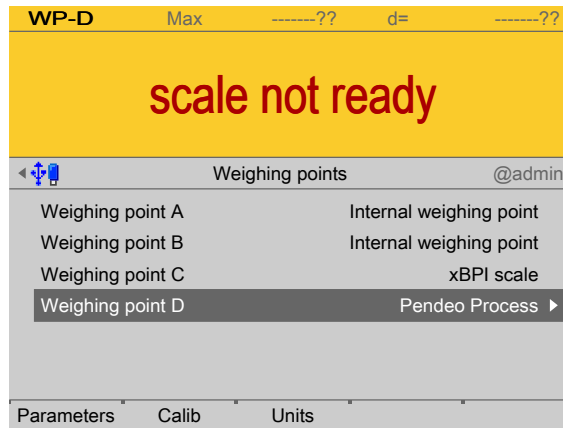 WP-D Max -------?? d= -------??
scale not ready
Weighing points @admin
Weighing point A Internal weighing point
Weighing point B Internal weighing point
Weighing point C xBPI scale
Weighing point D Pendeo Process
Parameters Calib Units